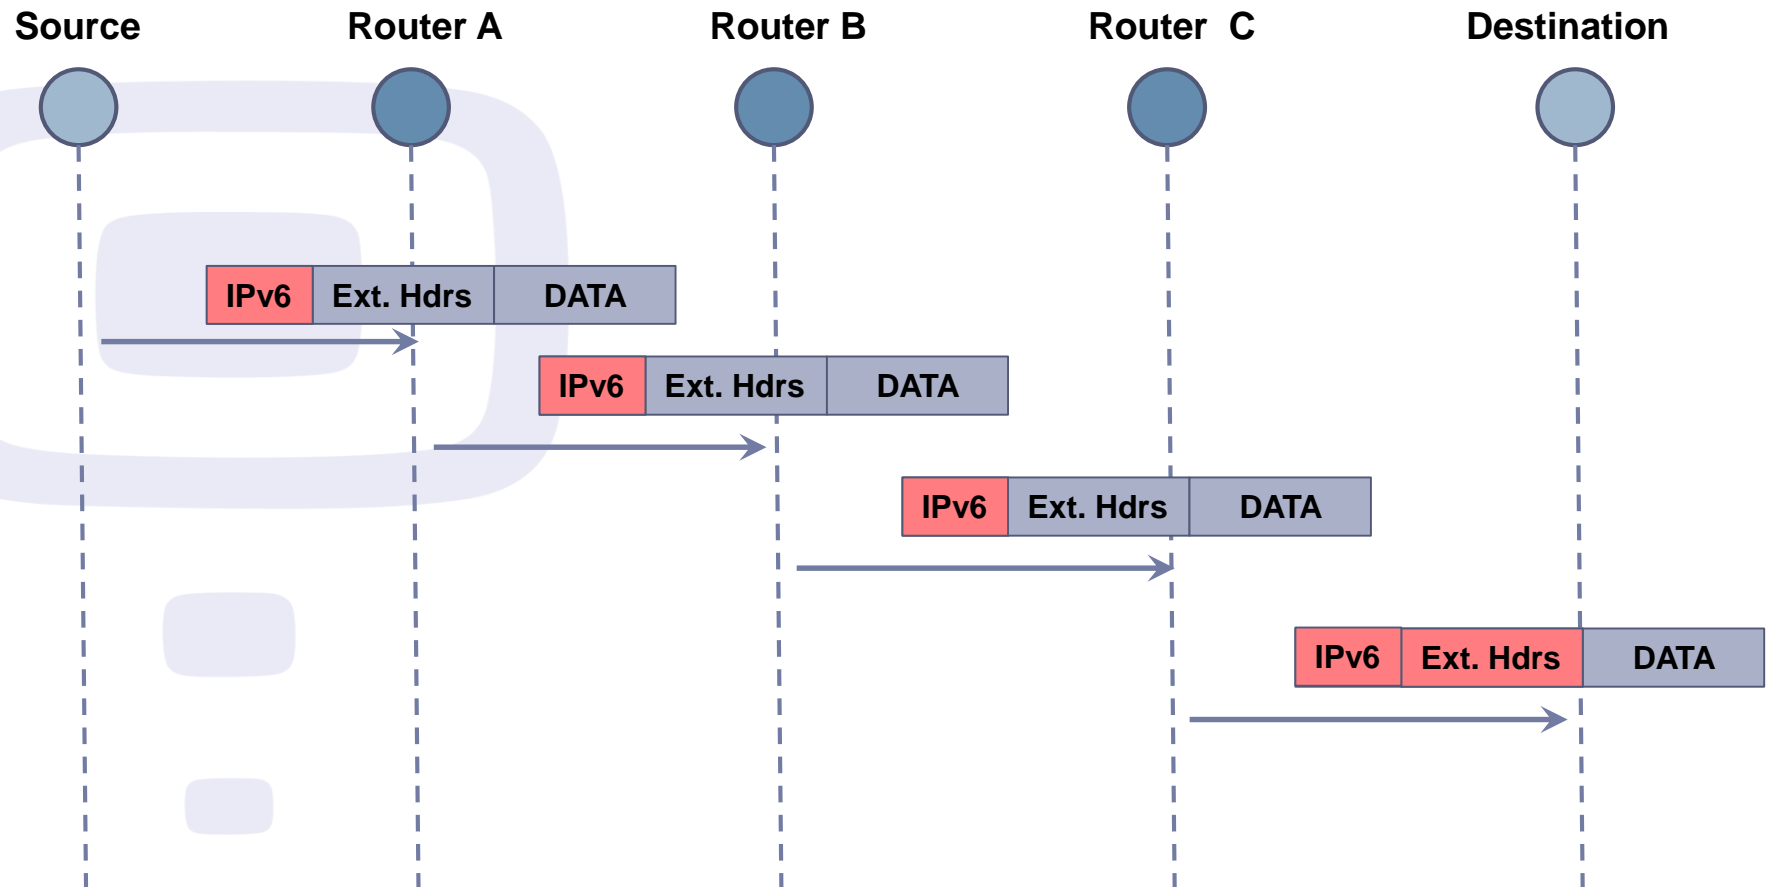 Source Router A Router B Router C Destination
IPv6 Ext. Hdrs DATA
IPv6 Ext. Hdrs DATA
IPv6 Ext. Hdrs DATA
IPv6 Ext. Hdrs DATA